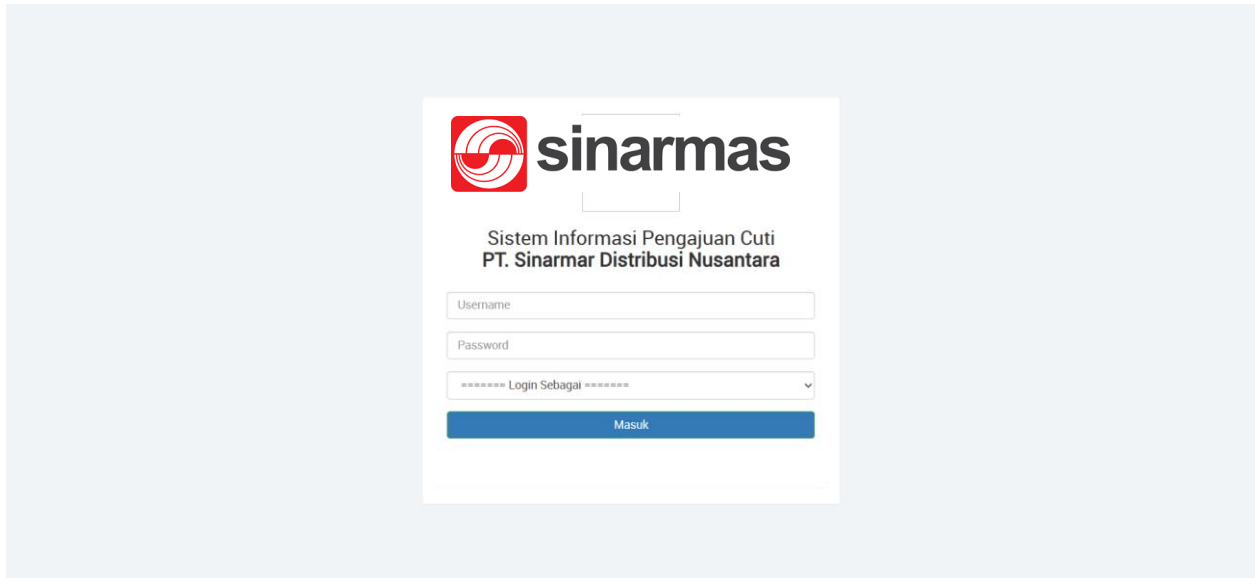 sinarmas
Sistem Informasi Pengajuan Cuti
PT. Sinarmar Distribusi Nusantara
Username
Password
======= Login Sebagai =======
Masuk